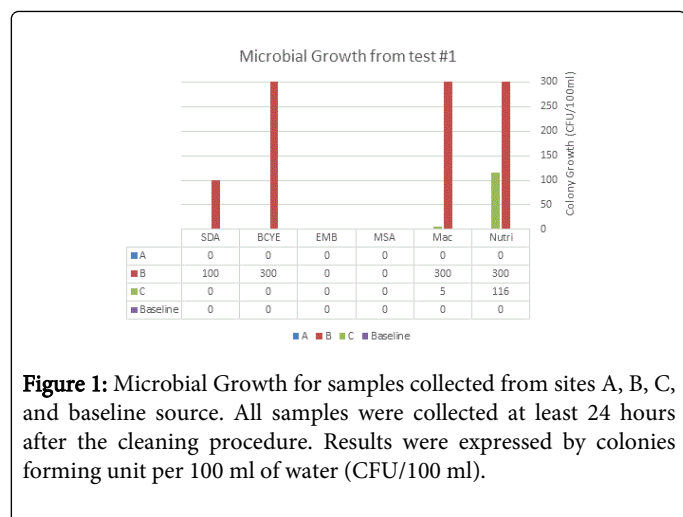 Microbial Growth from test #1
300
250
200
150
100
50
0
Colony Growth (CFU/100ml)
SDA BCYE EMB MSA Mac Nutri
A 0 0 0 0 0 0
B 100 300 0 0 300 300
C 0 0 0 0 5 116
Baseline 0 0 0 0 0 0
A B C Baseline
Figure 1: Microbial Growth for samples collected from sites A, B, C,
and baseline source. All samples were collected at least 24 hours
after the cleaning procedure. Results were expressed by colonies
forming unit per 100 ml of water (CFU/100 ml).